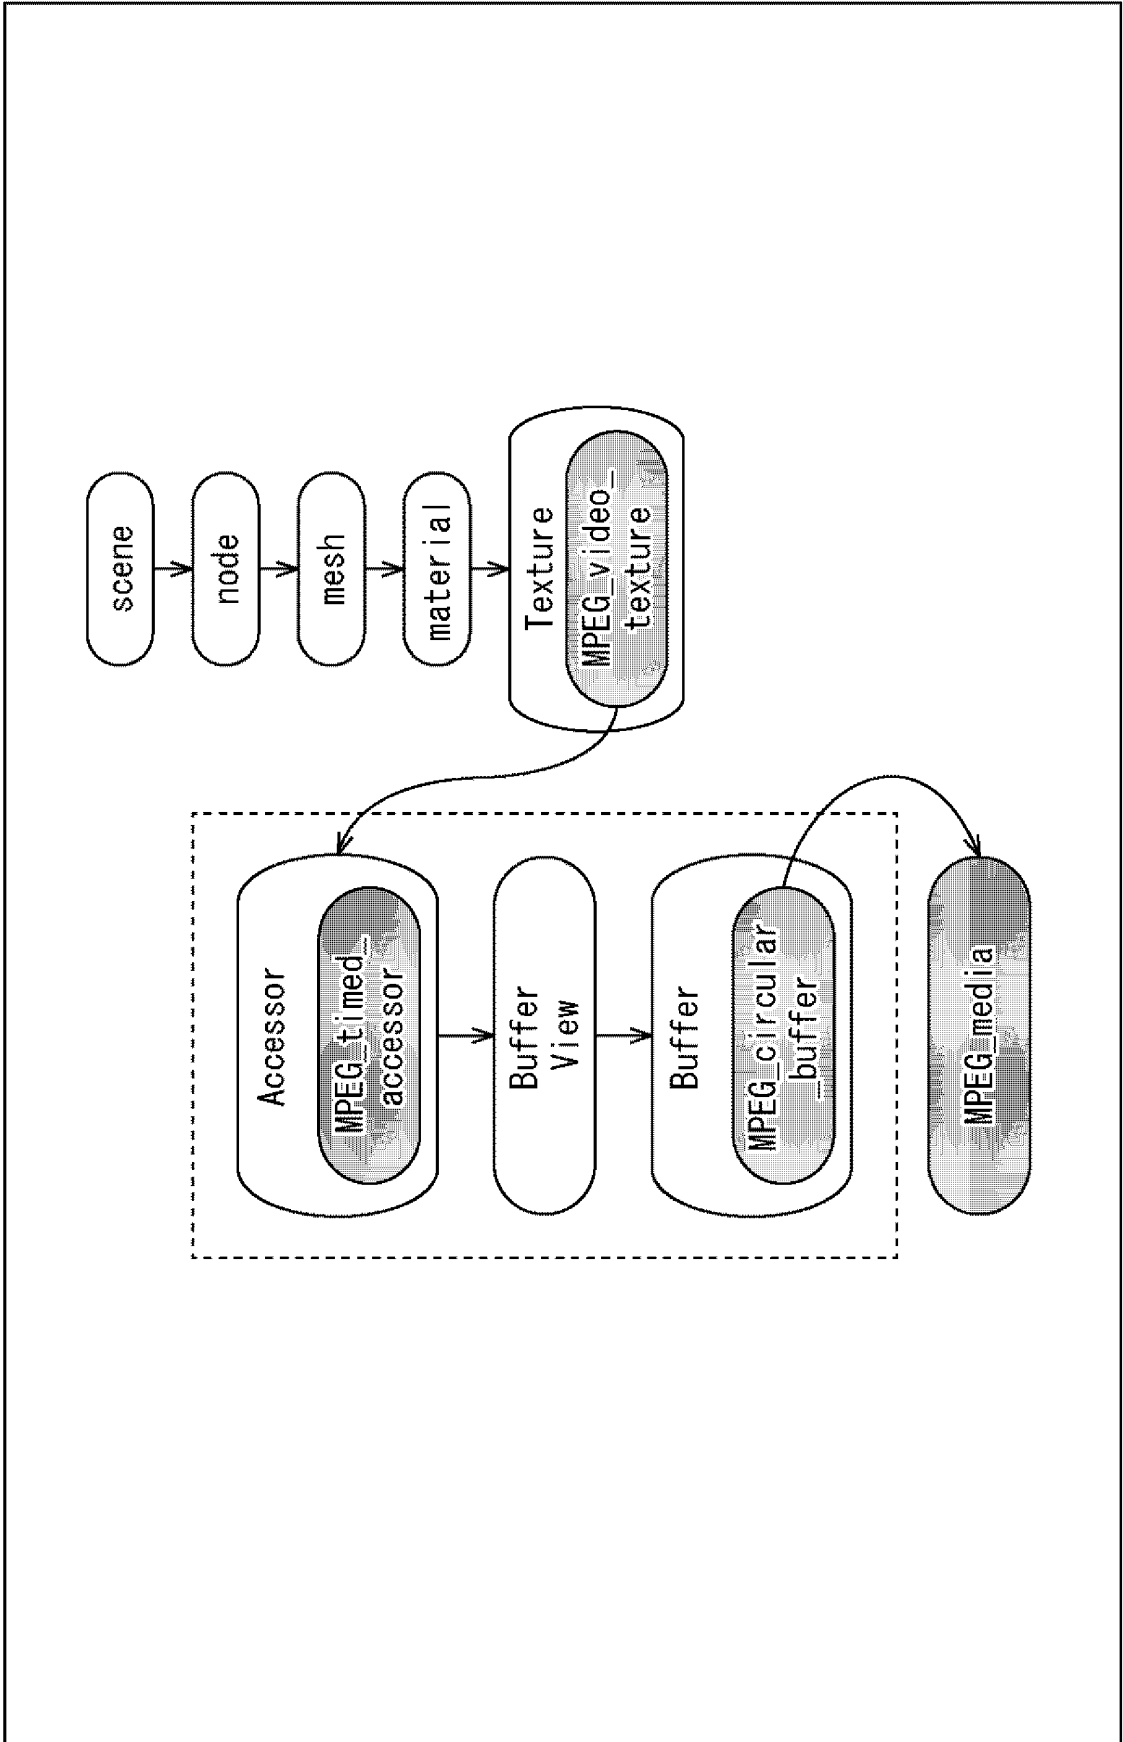 scene
node
mesh
material
Texture
MPEG_video_
texture
Accessor
MPEG_timed_
accessor
Buffer
View
Buffer
MPEG_circular
_buffer
MPEG_media